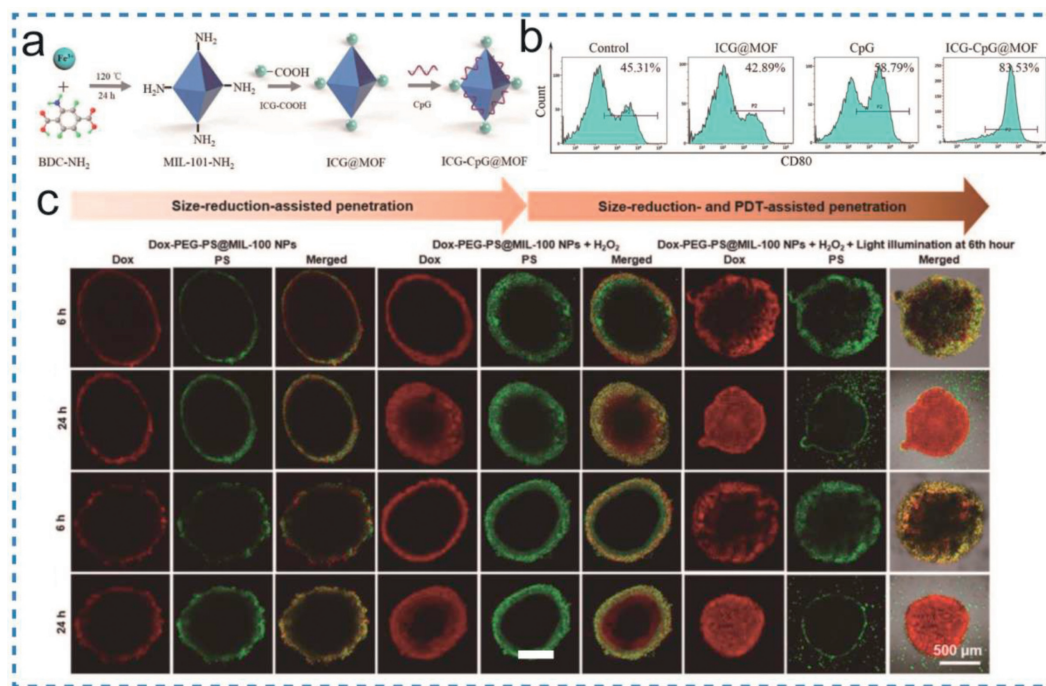 a
Fe³⁺
+
BDC-NH₂
120 ℃
24 h
NH₂
H₂N
NH₂
NH₂
MIL-101-NH₂
COOH
ICG-COOH
ICG@MOF
CpG
ICG-CpG@MOF
b
Count
Control
45.31%
ICG@MOF
42.89%
CpG
58.79%
ICG-CpG@MOF
83.53%
CD80
c
Size-reduction-assisted penetration
Size-reduction- and PDT-assisted penetration
Dox-PEG-PS@MIL-100 NPs
Dox-PEG-PS@MIL-100 NPs + H₂O₂
Dox-PEG-PS@MIL-100 NPs + H₂O₂ + Light illumination at 6th hour
Dox PS Merged Dox PS Merged Dox PS Merged
6 h
24 h
6 h
24 h
500 μm